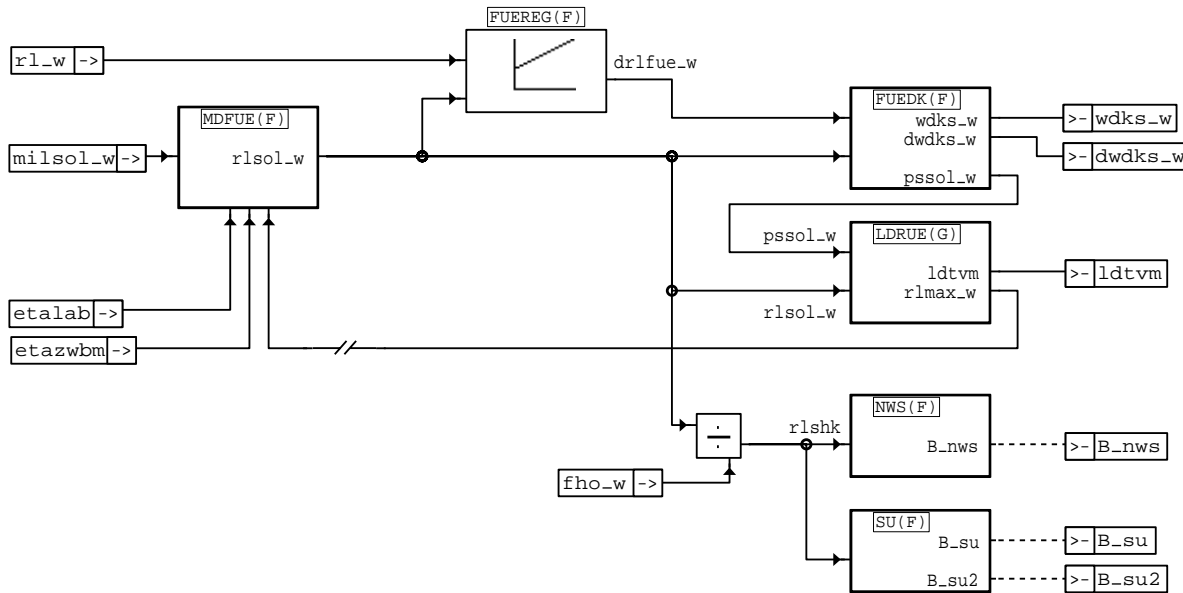 FUEREG(F)
rl_w ->
drlfue_w
MDFUE(F)
FUEDK(F)
wdks_w
>- wdks_w
dwdks_w
milsol_w ->
rlsol_w
>- dwdks_w
pssol_w
pssol_w
LDRUE(G)
ldtvm
>- ldtvm
rlmax_w
etalab ->
rlsol_w
etazwbm ->
NWS(F)
rlshk
B_nws
>- B_nws
fho_w ->
SU(F)
B_su
>- B_su
B_su2
>- B_su2